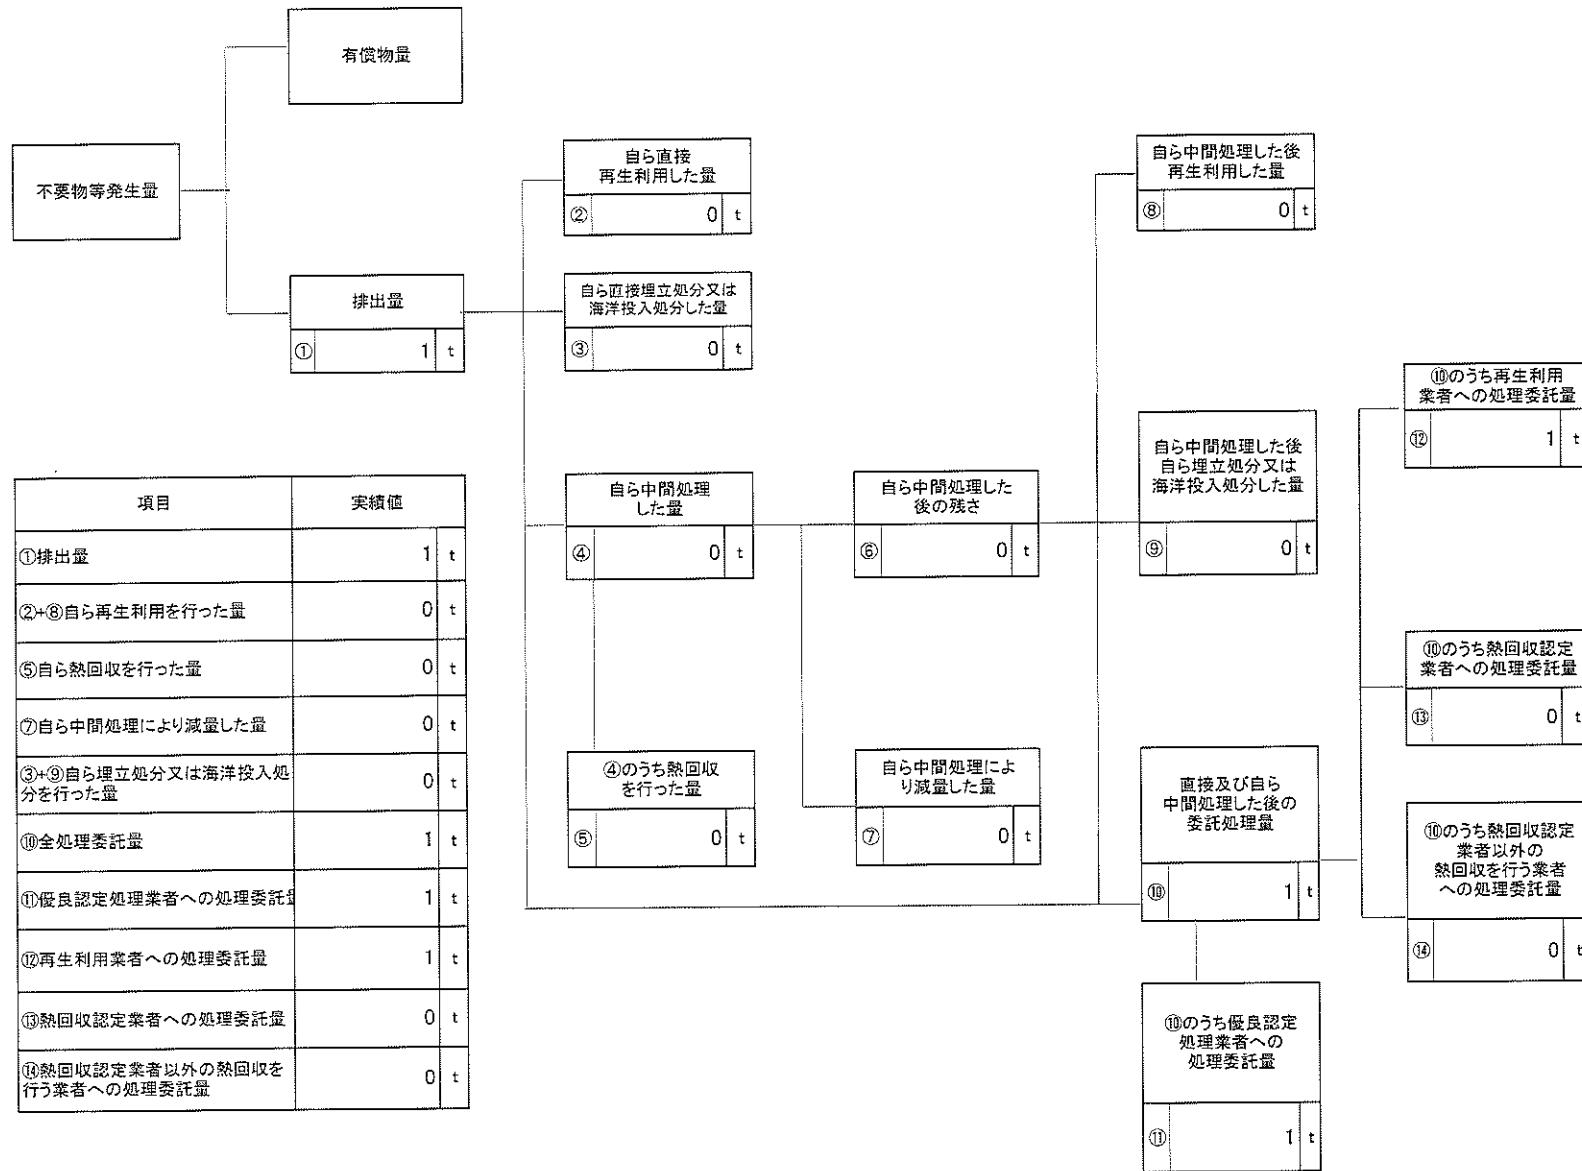 有償物量
不要物等発生量
排出量
① 1 t
自ら直接
再生利用した量
② 0 t
自ら直接埋立処分又は
海洋投入処分した量
③ 0 t
自ら中間処理
した量
④ 0 t
④のうち熱回収
を行った量
⑤ 0 t
自ら中間処理した
後の残さ
⑥ 0 t
自ら中間処理によ
り減量した量
⑦ 0 t
自ら中間処理した後
再生利用した量
⑧ 0 t
自ら中間処理した後
自ら埋立処分又は
海洋投入処分した量
⑨ 0 t
直接及び自ら
中間処理した後の
委託処理量
⑩ 1 t
⑩のうち優良認定
処理業者への
処理委託量
⑪ 1 t
⑩のうち再生利用
業者への処理委託量
⑫ 1 t
⑩のうち熱回収認定
業者への処理委託量
⑬ 0 t
⑩のうち熱回収認定
業者以外の
熱回収を行う業者
への処理委託量
⑭ 0 t
項目 実績値
①排出量 1 t
②+⑧自ら再生利用を行った量 0 t
⑤自ら熱回収を行った量 0 t
⑦自ら中間処理により減量した量 0 t
③+⑨自ら埋立処分又は海洋投入処
分を行った量 0 t
⑩全処理委託量 1 t
⑪優良認定処理業者への処理委託 1 t
⑫再生利用業者への処理委託量 1 t
⑬熱回収認定業者への処理委託量 0 t
⑭熱回収認定業者以外の熱回収を
行う業者への処理委託量 0 t